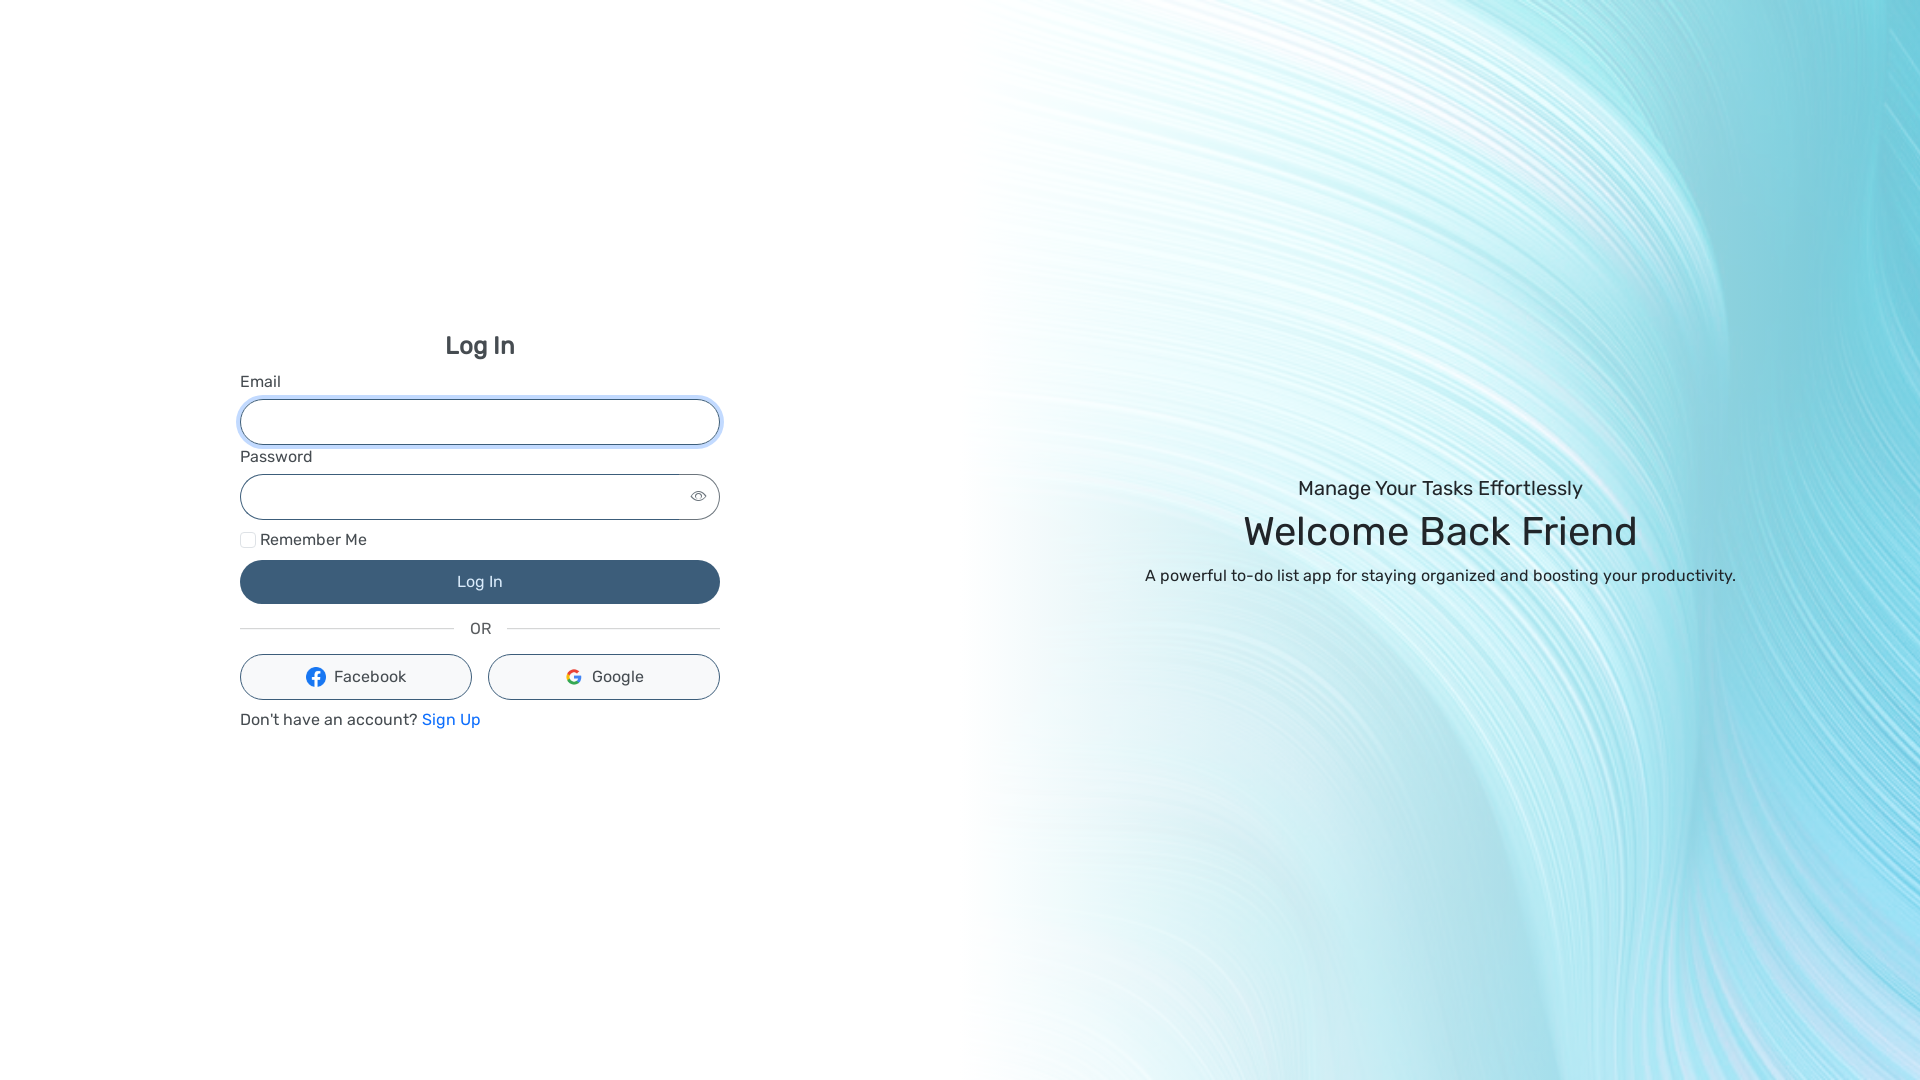 Log In
Email
Password
Remember Me
Log In
OR
Facebook
Google
Don't have an account? Sign Up
Manage Your Tasks Effortlessly
Welcome Back Friend
A powerful to-do list app for staying organized and boosting your productivity.